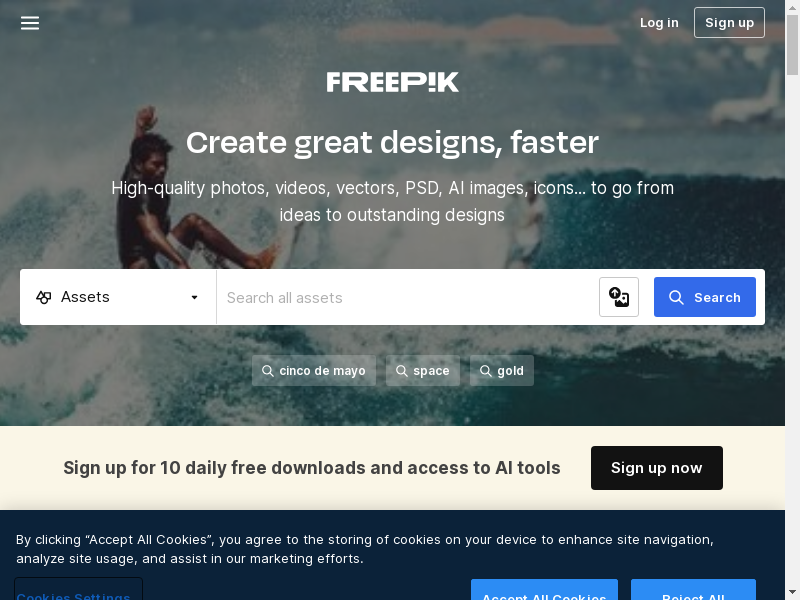 Log in
Sign up
FREEPIK
Create great designs, faster
High-quality photos, videos, vectors, PSD, AI images, icons... to go from
ideas to outstanding designs
Assets
Search all assets
Search
cinco de mayo
space
gold
Sign up for 10 daily free downloads and access to AI tools
Sign up now
By clicking “Accept All Cookies”, you agree to the storing of cookies on your device to enhance site navigation,
analyze site usage, and assist in our marketing efforts.
Cookies Settings
Accept All Cookies
Reject All